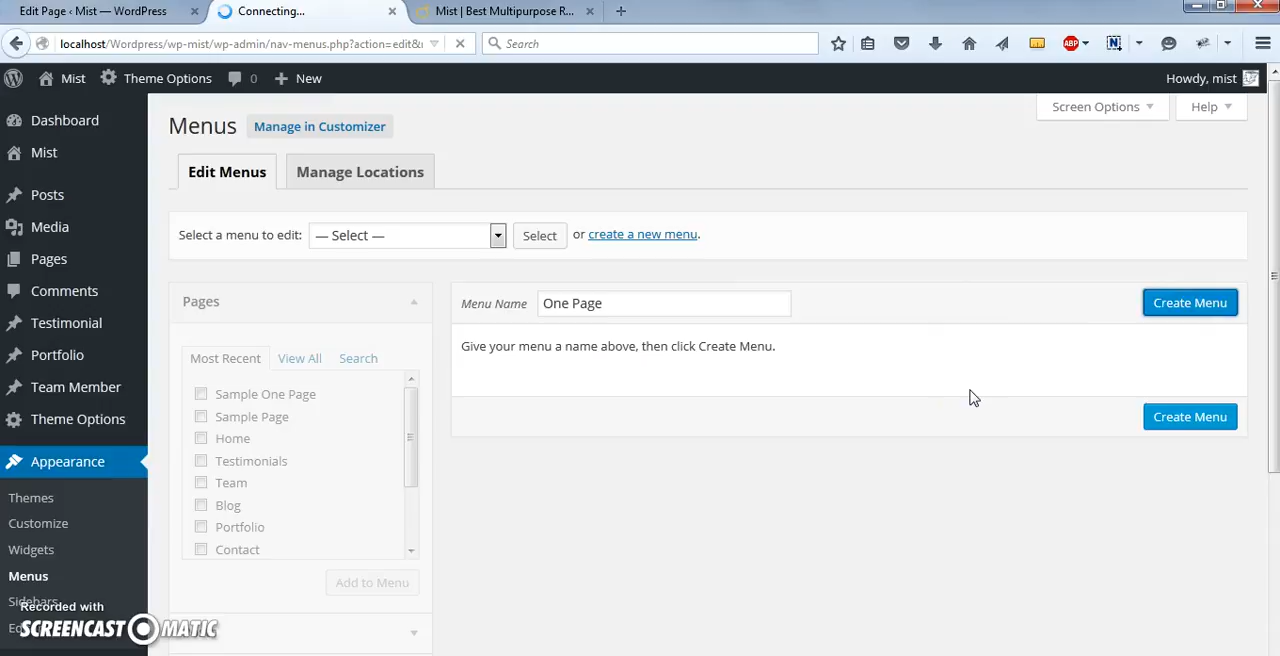 Edit Page ‹ Mist — WordPress
Connecting...
Mist | Best Multipurpose R...
localhost/Wordpress/wp-mist/wp-admin/nav-menus.php?action=edit&
Search
ABP
Mist
Theme Options
0
New
Howdy, mist
Screen Options
Help
Dashboard
Mist
Posts
Media
Pages
Comments
Testimonial
Portfolio
Team Member
Theme Options
Appearance
Themes
Customize
Widgets
Menus
Sidebars
Menus
Manage in Customizer
Edit Menus
Manage Locations
Select a menu to edit:
— Select —
Select
or create a new menu.
Pages
Most Recent
View All
Search
Sample One Page
Sample Page
Home
Testimonials
Team
Blog
Portfolio
Contact
Add to Menu
Menu Name
One Page
Create Menu
Give your menu a name above, then click Create Menu.
Create Menu
Recorded with
SCREENCAST MATIC